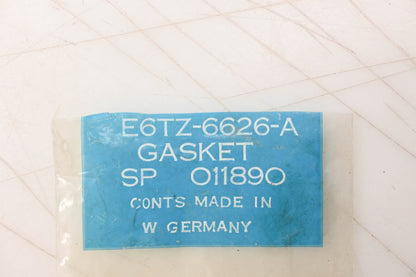 E6TZ-6626-A
GASKET
SP 011890
CONTS MADE IN
W GERMANY